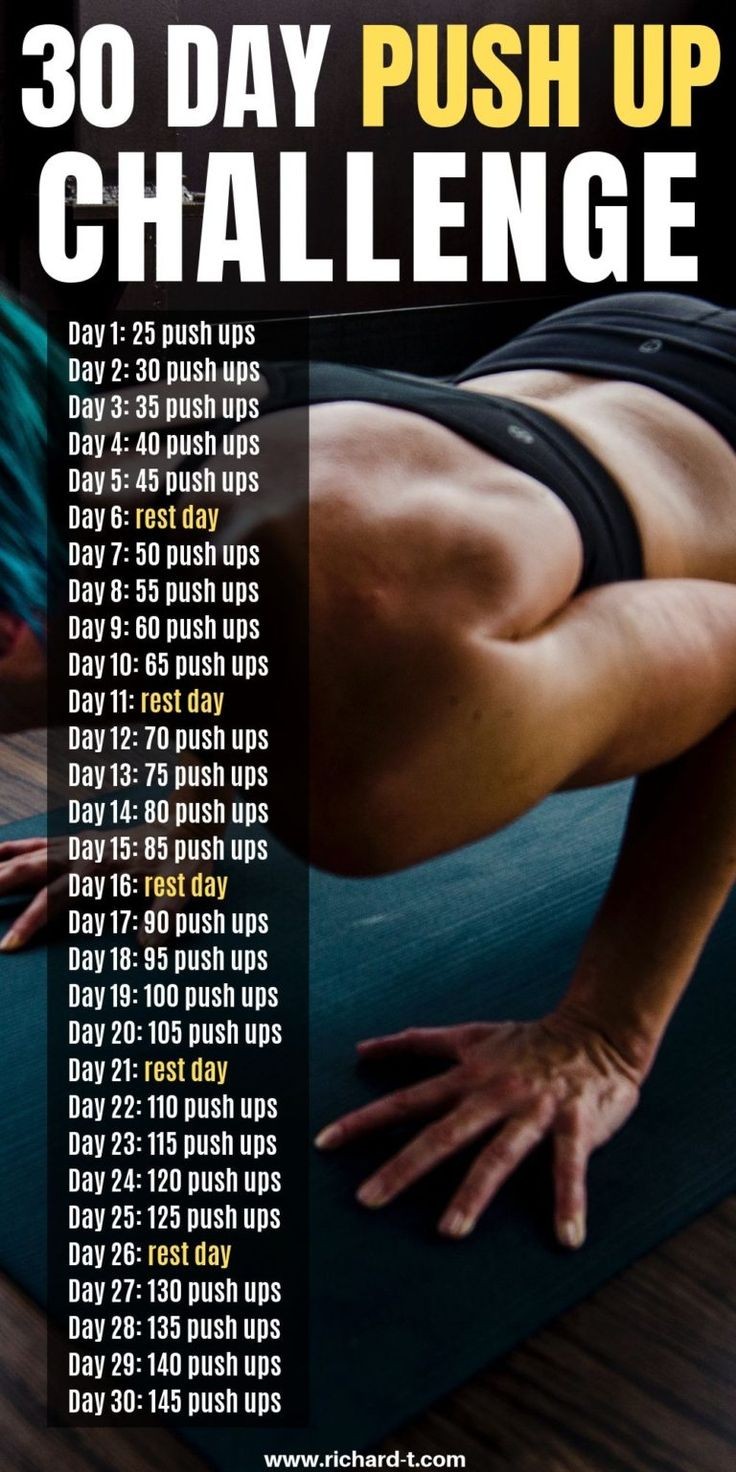 30 DAY PUSH UP
CHALLENGE
Day 1: 25 push ups
Day 2: 30 push ups
Day 3: 35 push ups
Day 4: 40 push ups
Day 5: 45 push ups
Day 6: rest day
Day 7: 50 push ups
Day 8: 55 push ups
Day 9: 60 push ups
Day 10: 65 push ups
Day 11: rest day
Day 12: 70 push ups
Day 13: 75 push ups
Day 14: 80 push ups
Day 15: 85 push ups
Day 16: rest day
Day 17: 90 push ups
Day 18: 95 push ups
Day 19: 100 push ups
Day 20: 105 push ups
Day 21: rest day
Day 22: 110 push ups
Day 23: 115 push ups
Day 24: 120 push ups
Day 25: 125 push ups
Day 26: rest day
Day 27: 130 push ups
Day 28: 135 push ups
Day 29: 140 push ups
Day 30: 145 push ups
www.richard-t.com